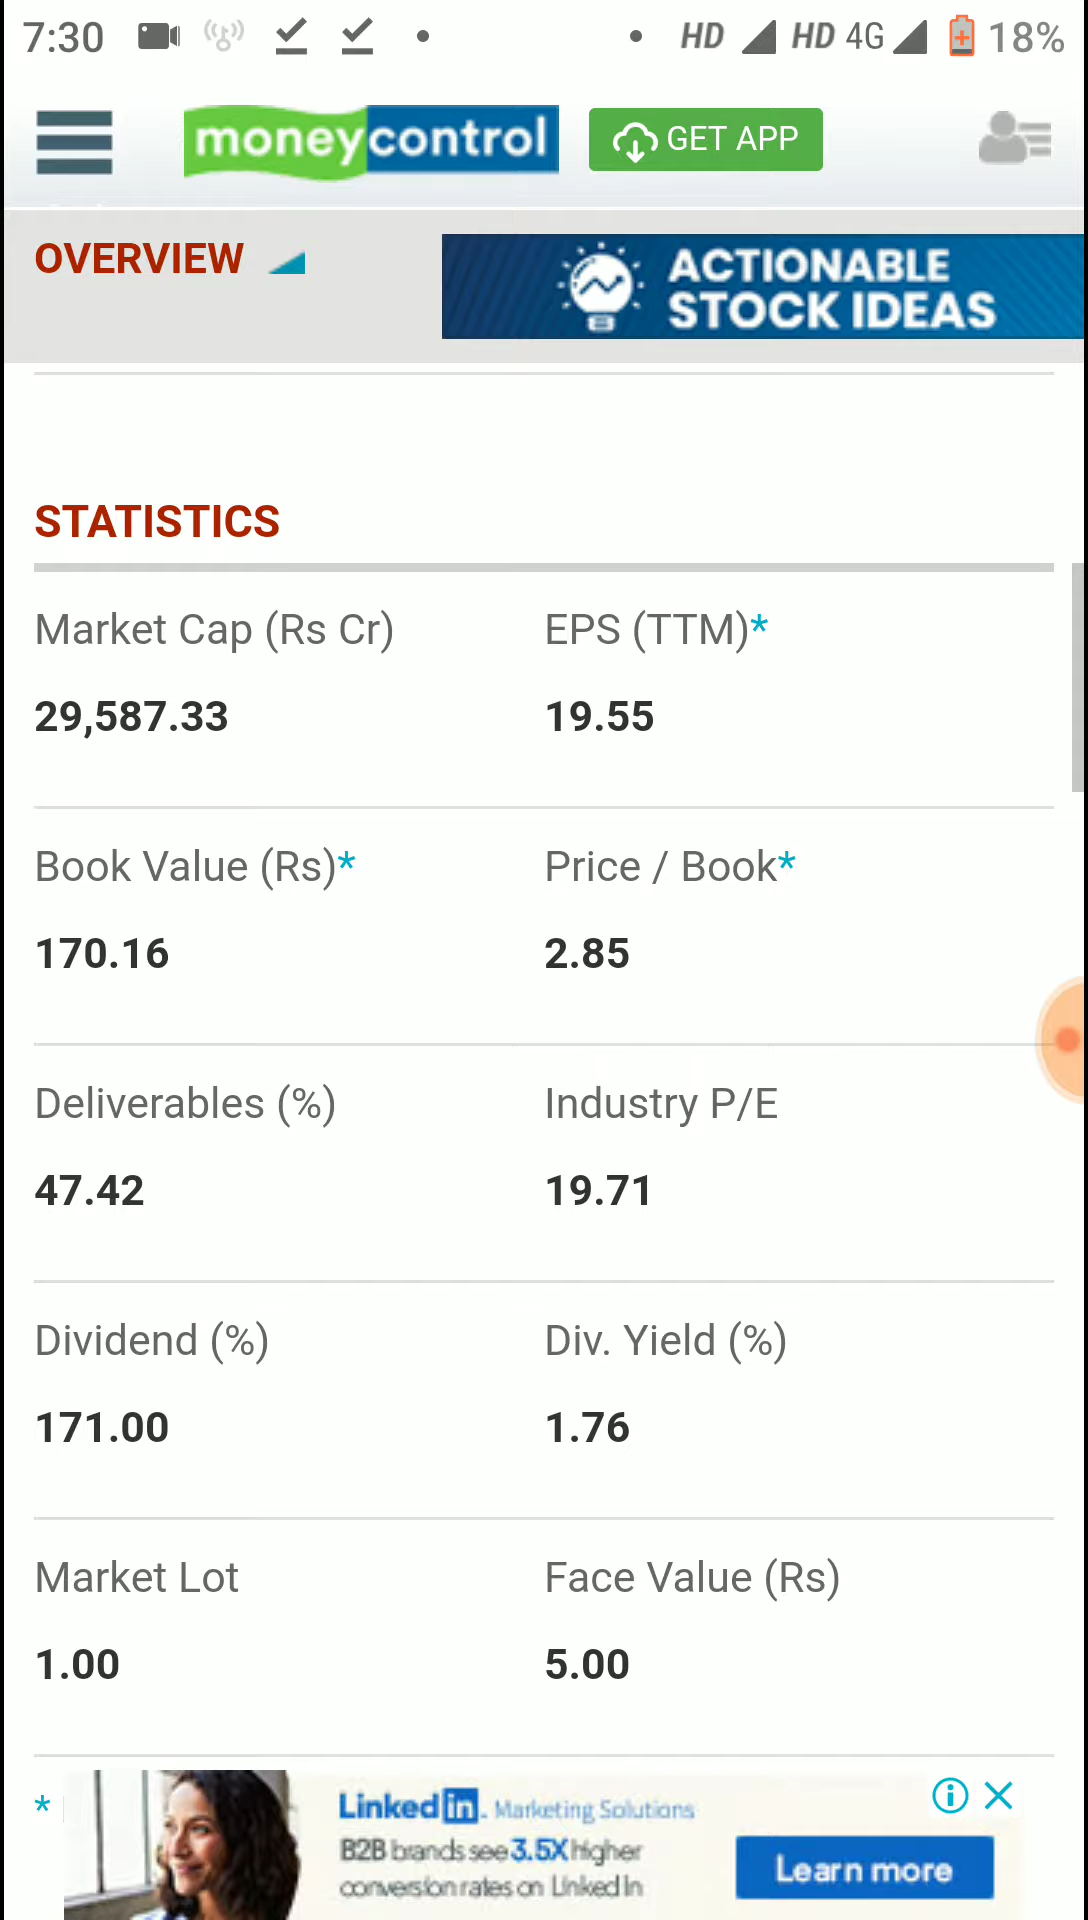 7:30 HD HD 4G 18%
moneycontrol GET APP
OVERVIEW
ACTIONABLE
STOCK IDEAS
STATISTICS
Market Cap (Rs Cr) EPS (TTM)*
29,587.33 19.55
Book Value (Rs)* Price / Book*
170.16 2.85
Deliverables (%) Industry P/E
47.42 19.71
Dividend (%) Div. Yield (%)
171.00 1.76
Market Lot Face Value (Rs)
1.00 5.00
*
Linked in. Marketing Solutions
B2B brands see 3.5X higher
conversion rates on LinkedIn
Learn more